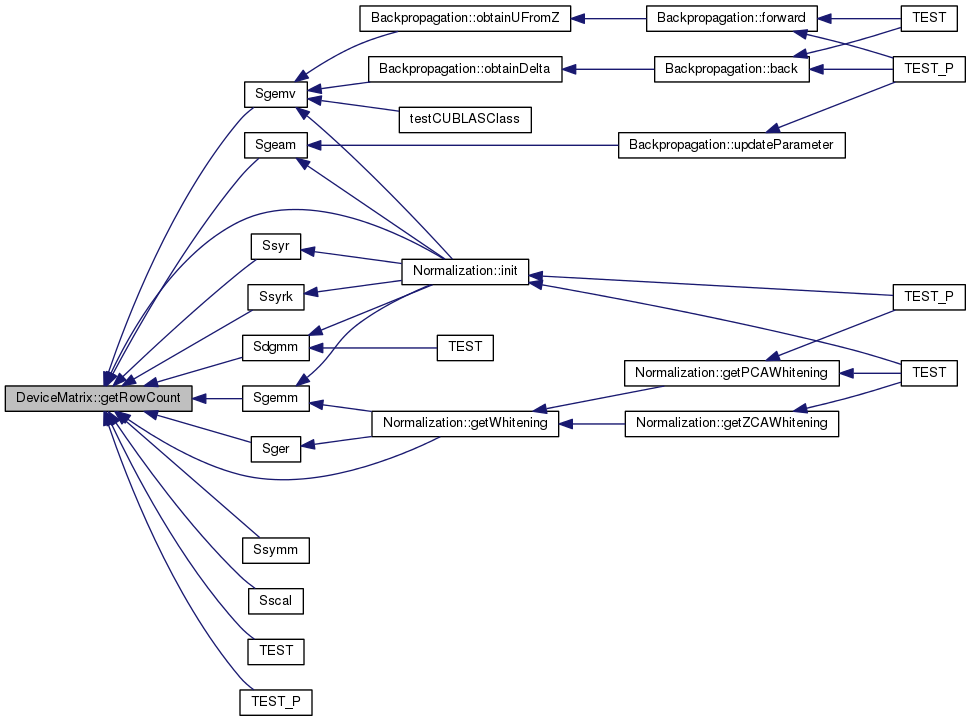 Backpropagation::obtainUFromZ
Backpropagation::forward
TEST
Backpropagation::obtainDelta
Backpropagation::back
TEST_P
Sgemv
testCUBLASClass
Sgeam
Backpropagation::updateParameter
Ssyr
Normalization::init
Ssyrk
TEST_P
Sdgmm
TEST
Normalization::getPCAWhitening
TEST
DeviceMatrix::getRowCount
Sgemm
Normalization::getWhitening
Normalization::getZCAWhitening
Sger
Ssymm
Sscal
TEST
TEST_P